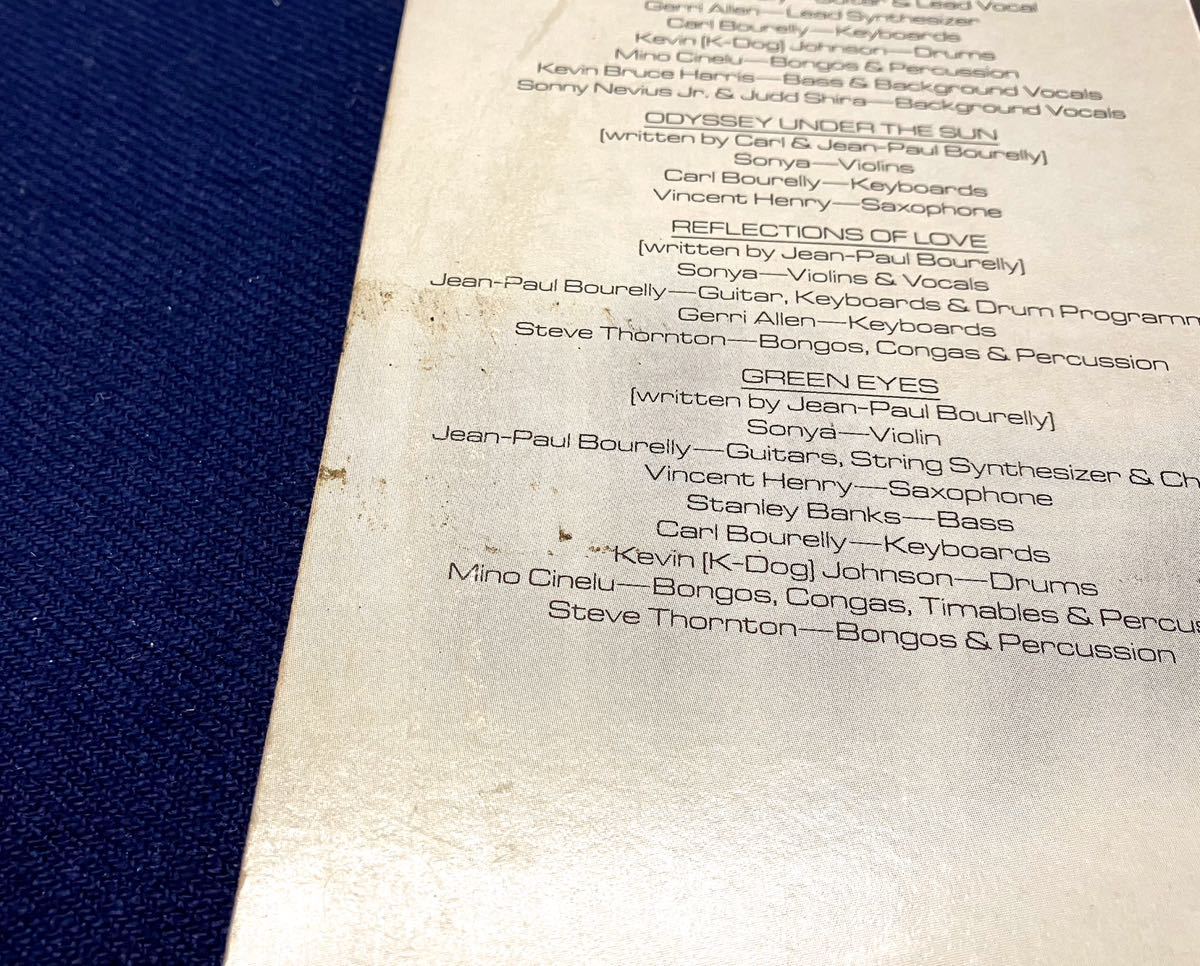 & Lead Vocal
Gerri Allen—Lead Synthesizer
Carl Bourelly—Keyboards
Kevin (K-Dog) Johnson—Drums
Mino Cinelu—Bongos & Percussion
Kevin Bruce Harris—Bass & Background Vocals
Sonny Nevius Jr. & Judd Shira—Background Vocals
ODYSSEY UNDER THE SUN
(written by Carl & Jean-Paul Bourelly)
Sonya—Violins
Carl Bourelly—Keyboards
Vincent Henry—Saxophone
REFLECTIONS OF LOVE
(written by Jean-Paul Bourelly)
Sonya—Violins & Vocals
Jean-Paul Bourelly—Guitar, Keyboards & Drum Programm
Gerri Allen—Keyboards
Steve Thornton—Bongos, Congas & Percussion
GREEN EYES
(written by Jean-Paul Bourelly)
Sonya—Violin
Jean-Paul Bourelly—Guitars, String Synthesizer & Ch
Vincent Henry—Saxophone
Stanley Banks—Bass
Carl Bourelly—Keyboards
Kevin (K-Dog) Johnson—Drums
Mino Cinelu—Bongos, Congas, Timables & Percus
Steve Thornton—Bongos & Percussion